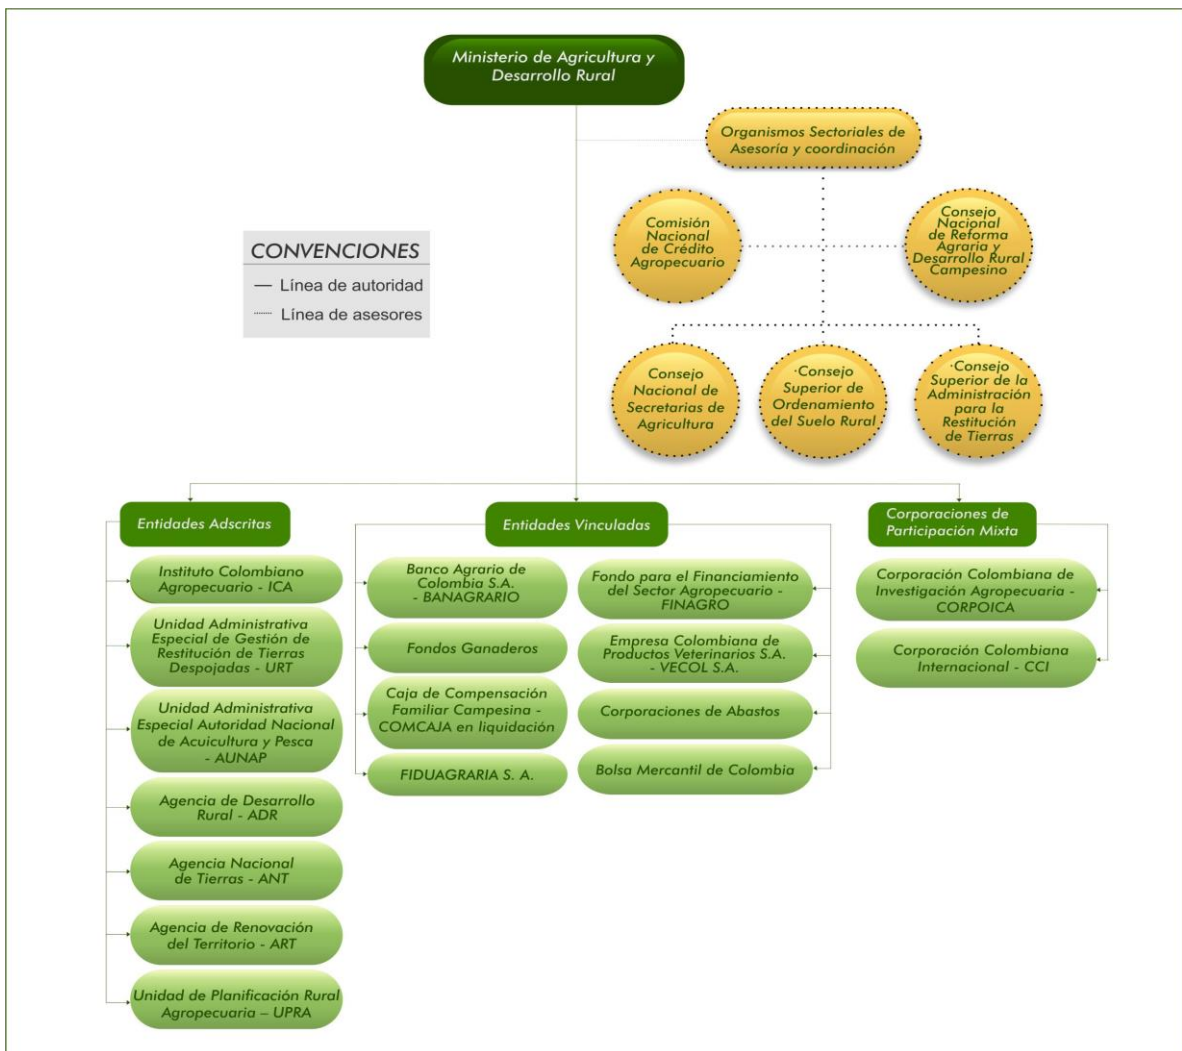 Ministerio de Agricultura y
Desarrollo Rural
Organismos Sectoriales de
Asesoría y coordinación
Comisión
Nacional
de Crédito
Agropecuario
Consejo
Nacional
de Reforma
Agraria y
Desarrollo Rural
Campesino
CONVENCIONES
Línea de autoridad
Línea de asesores
Consejo
Nacional de
Secretarias de
Agricultura
·Consejo
Superior de
Ordenamiento
del Suelo Rural
·Consejo
Superior de la
Administración
para la
Restitución
de Tierras
Entidades Adscritas
Instituto Colombiano
Agropecuario - ICA
Unidad Administrativa
Especial de Gestión de
Restitución de Tierras
Despojadas - URT
Unidad Administrativa
Especial Autoridad Nacional
de Acuicultura y Pesca
- AUNAP
Agencia de Desarrollo
Rural - ADR
Agencia Nacional
de Tierras - ANT
Agencia de Renovación
del Territorio - ART
Unidad de Planificación Rural
Agropecuaria – UPRA
Entidades Vinculadas
Banco Agrario de
Colombia S.A.
- BANAGRARIO
Fondos Ganaderos
Caja de Compensación
Familiar Campesina -
COMCAJA en liquidación
FIDUAGRARIA S. A.
Fondo para el Financiamiento
del Sector Agropecuario -
FINAGRO
Empresa Colombiana de
Productos Veterinarios S.A.
- VECOL S.A.
Corporaciones de Abastos
Bolsa Mercantil de Colombia
Corporaciones de
Participación Mixta
Corporación Colombiana de
Investigación Agropecuaria -
CORPOICA
Corporación Colombiana
Internacional - CCI